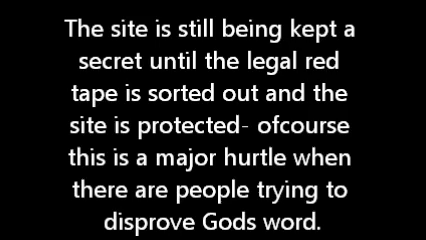 The site is still being kept a
secret until the legal red
tape is sorted out and the
site is protected- ofcourse
this is a major hurtle when
there are people trying to
disprove Gods word.